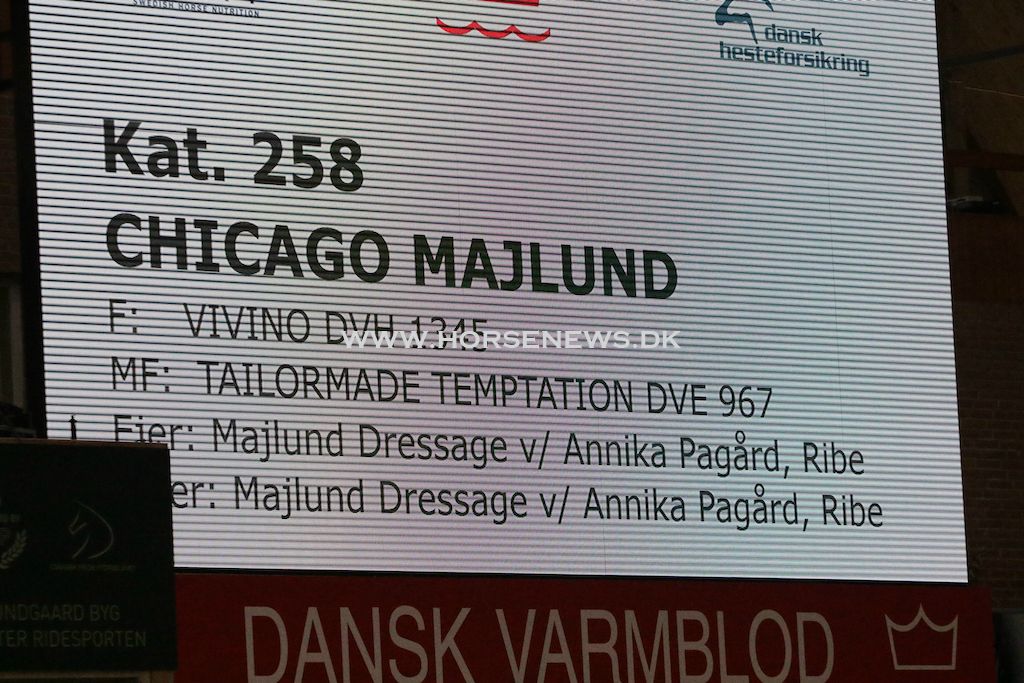 SWEDISH HORSE NUTRITION
dansk
hesteforsikring
Kat. 258
CHICAGO MAJLUND
F: VIVINO DVH 1345
WWW.HORSENEWS.DK
MF: TAILORMADE TEMPTATION DVE 967
Ejer: Majlund Dressage v/ Annika Pagård, Ribe
er: Majlund Dressage v/ Annika Pagård, Ribe
NDGAARD BYG
TER RIDESPORTEN
DANSK VARMBLOD